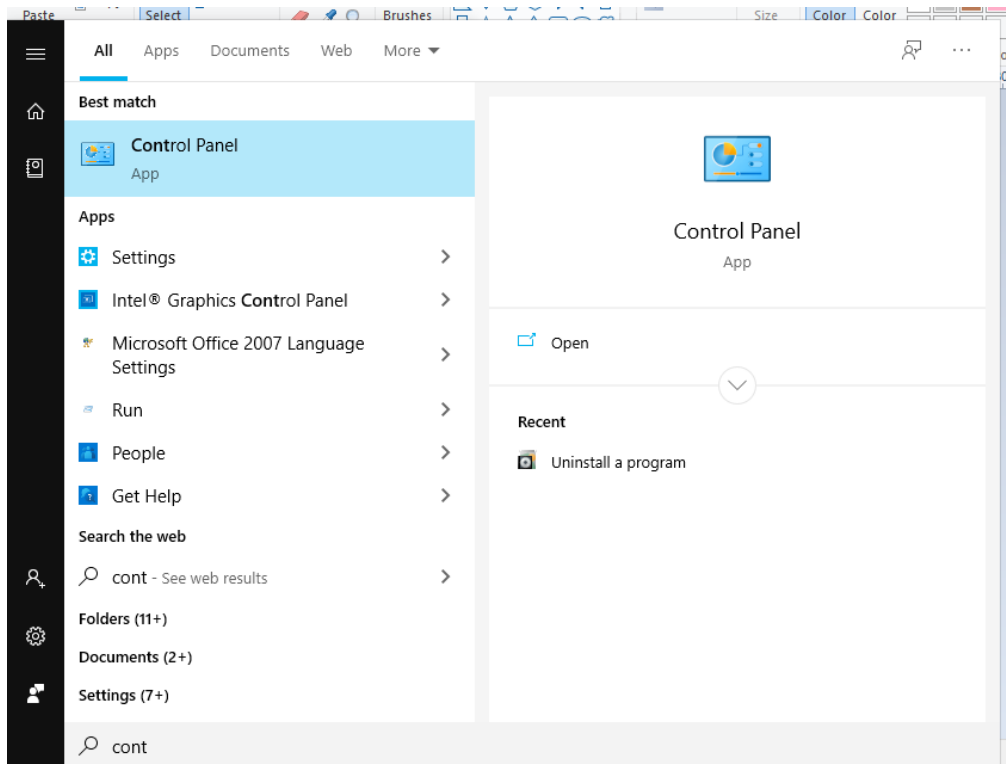 Paste
Select
Brushes
Size
Color Color
All Apps Documents Web More
Best match
Control Panel
App
Apps
Settings
Intel® Graphics Control Panel
Microsoft Office 2007 Language
Settings
Run
People
Get Help
Search the web
cont - See web results
Folders (11+)
Documents (2+)
Settings (7+)
cont
Control Panel
App
Open
Recent
Uninstall a program